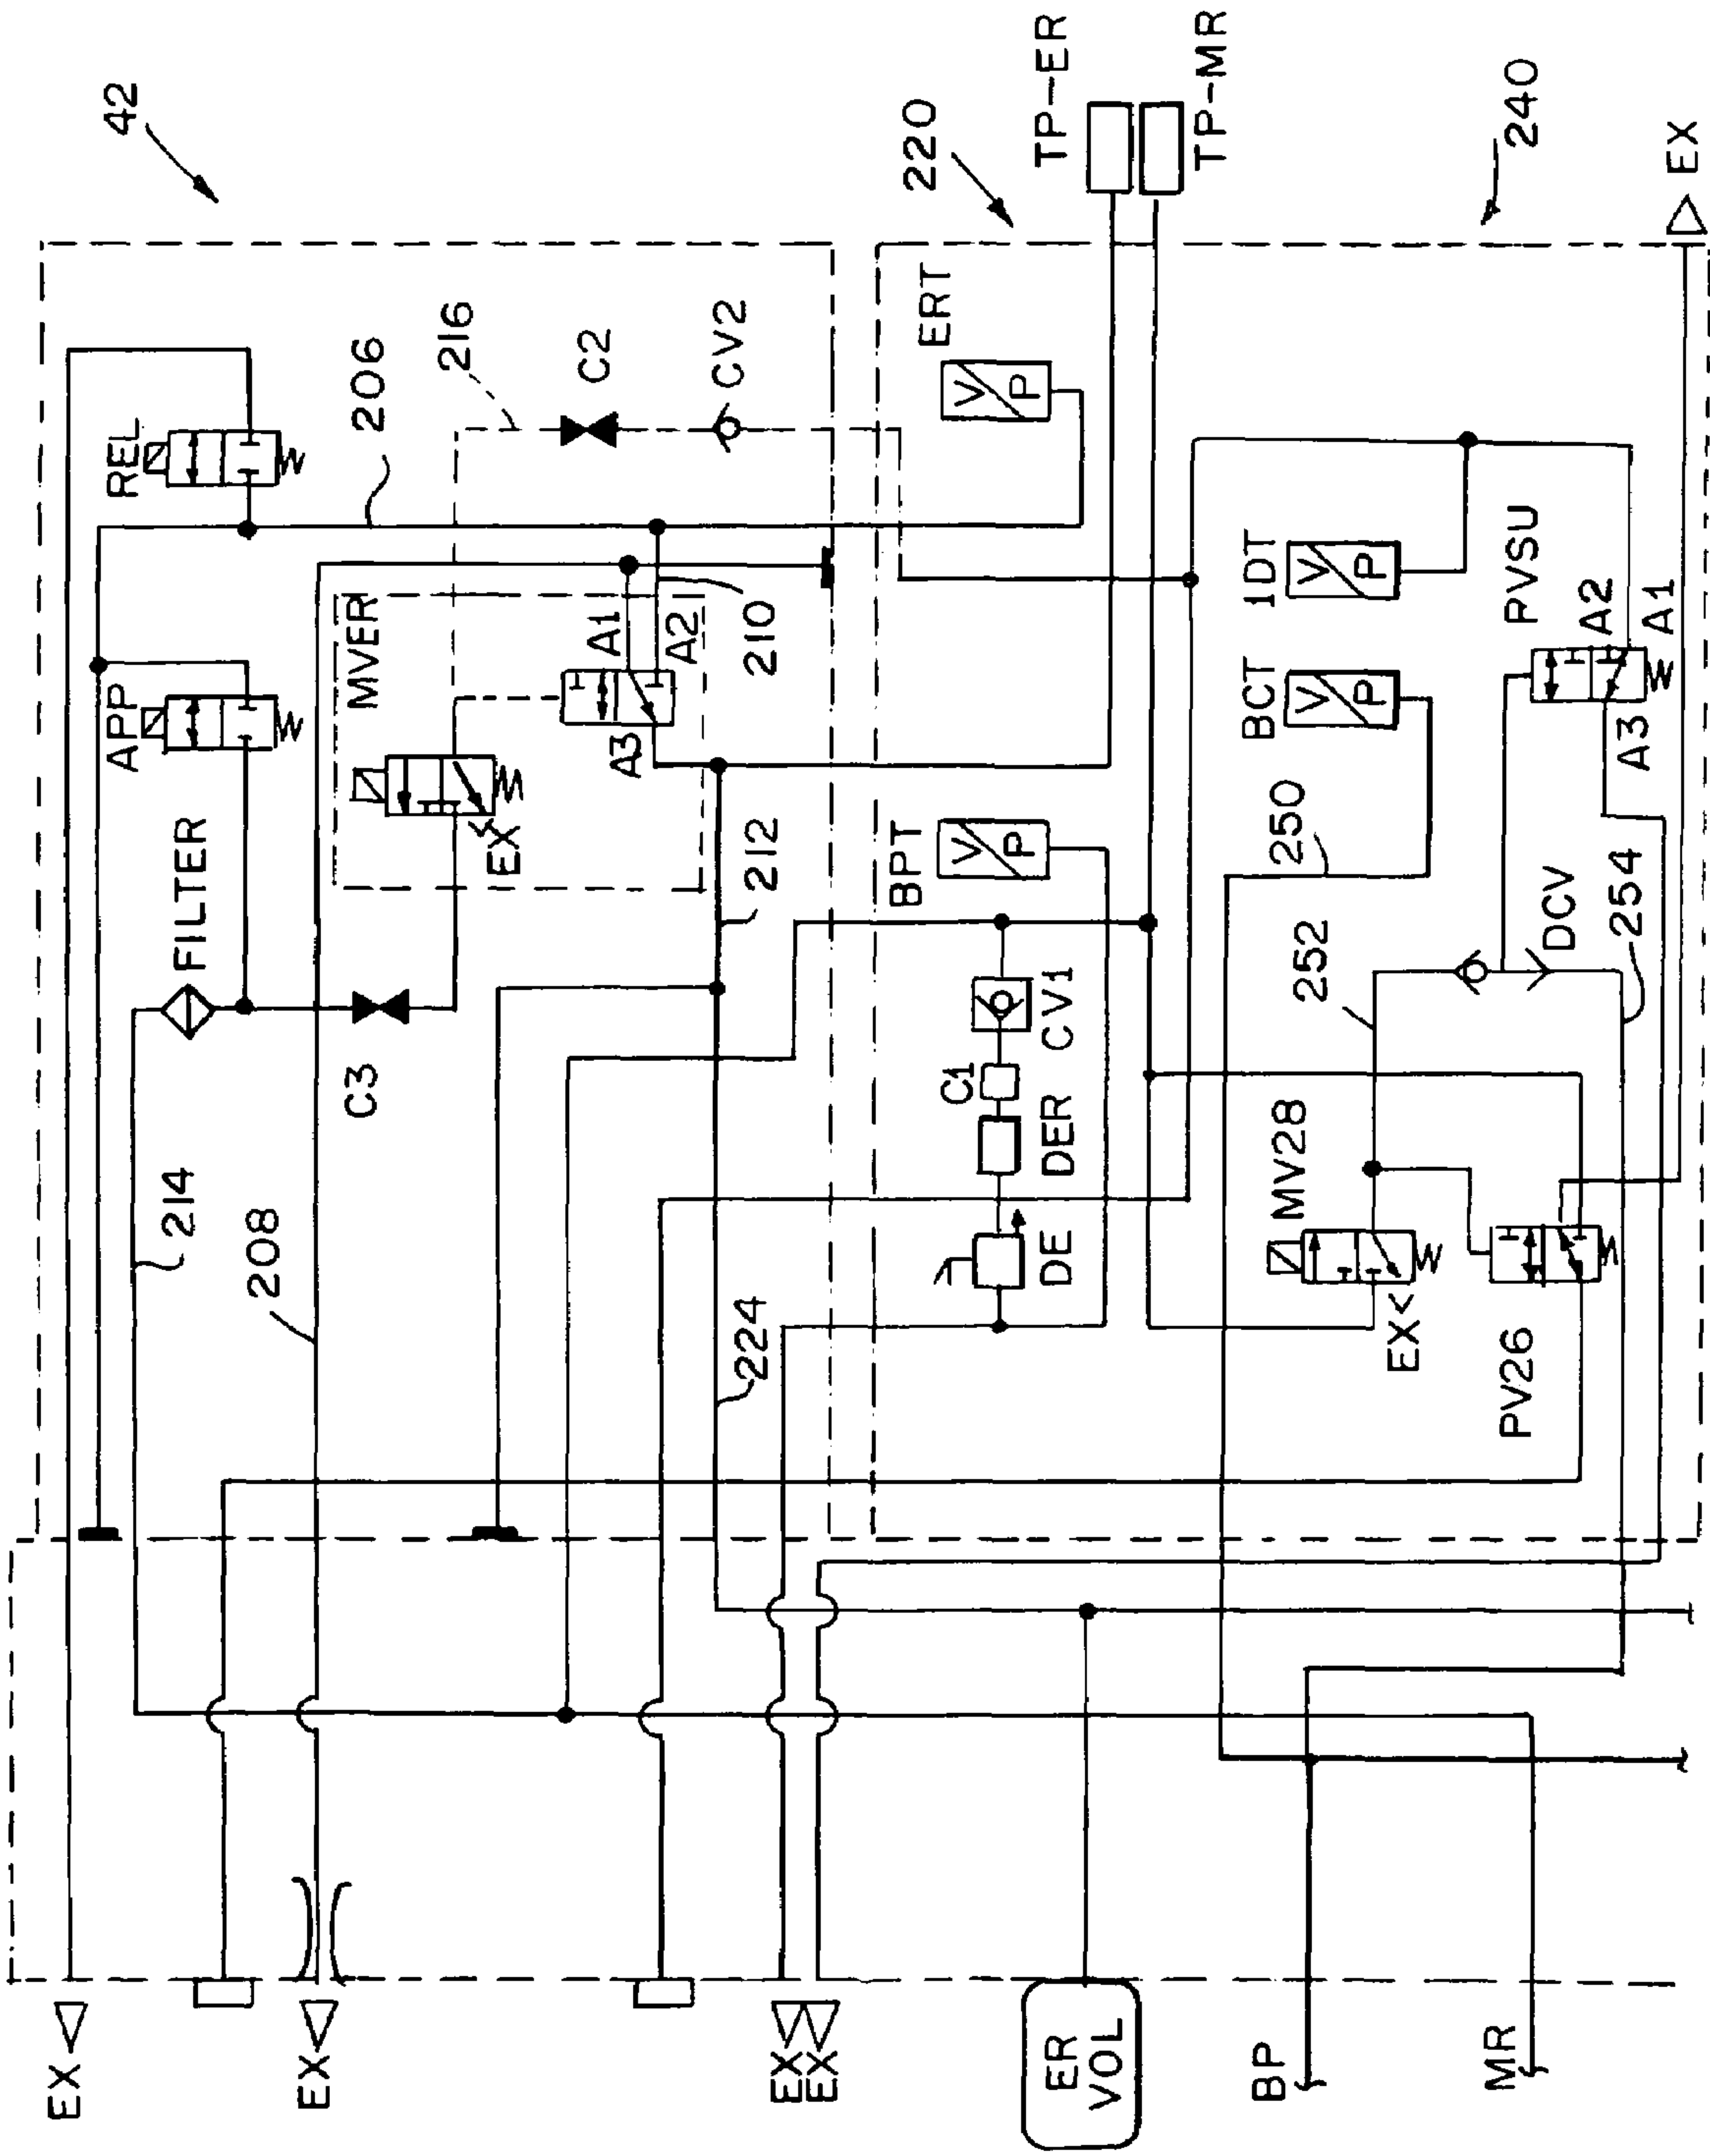 42
REL
206
216
C2
CV2
APP
MVER
A1
A2
A3
210
FILTER
EX
212
C3
214
208
224
EX
EX
EX
EX
220
TP-ER
TP-MR
240
EX
ERT
BPT
CV1
C1
DER
DE
1DT
BCT
PVSU
A2
A1
A3
250
252
DCV
254
MV28
EX
PV26
ER
VOL
BP
MR
V
P
V
P
V
P
V
P